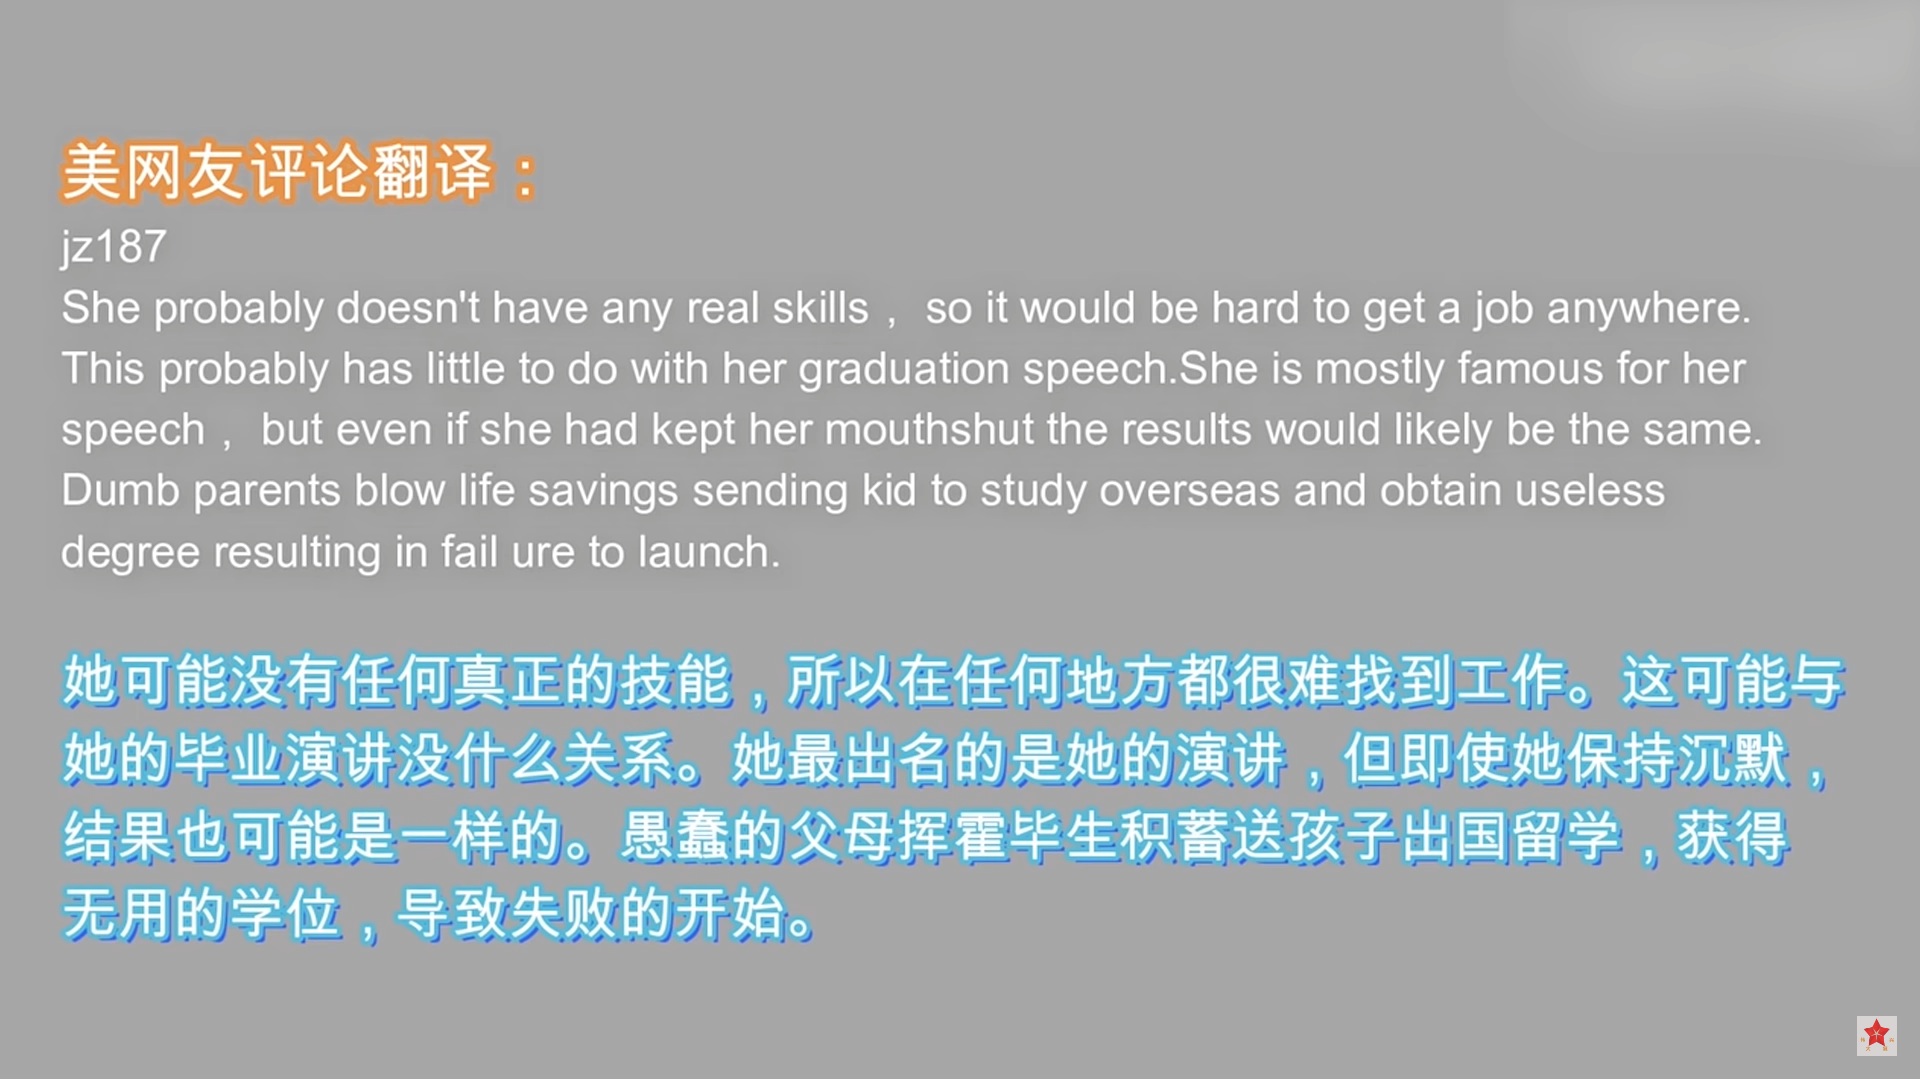 美网友评论翻译：
jz187
She probably doesn't have any real skills， so it would be hard to get a job anywhere.
This probably has little to do with her graduation speech.She is mostly famous for her
speech， but even if she had kept her mouthshut the results would likely be the same.
Dumb parents blow life savings sending kid to study overseas and obtain useless
degree resulting in fail ure to launch.
她可能没有任何真正的技能，所以在任何地方都很难找到工作。这可能与
她的毕业演讲没什么关系。她最出名的是她的演讲，但即使她保持沉默，
结果也可能是一样的。愚蠢的父母挥霍毕生积蓄送孩子出国留学，获得
无用的学位，导致失败的开始。